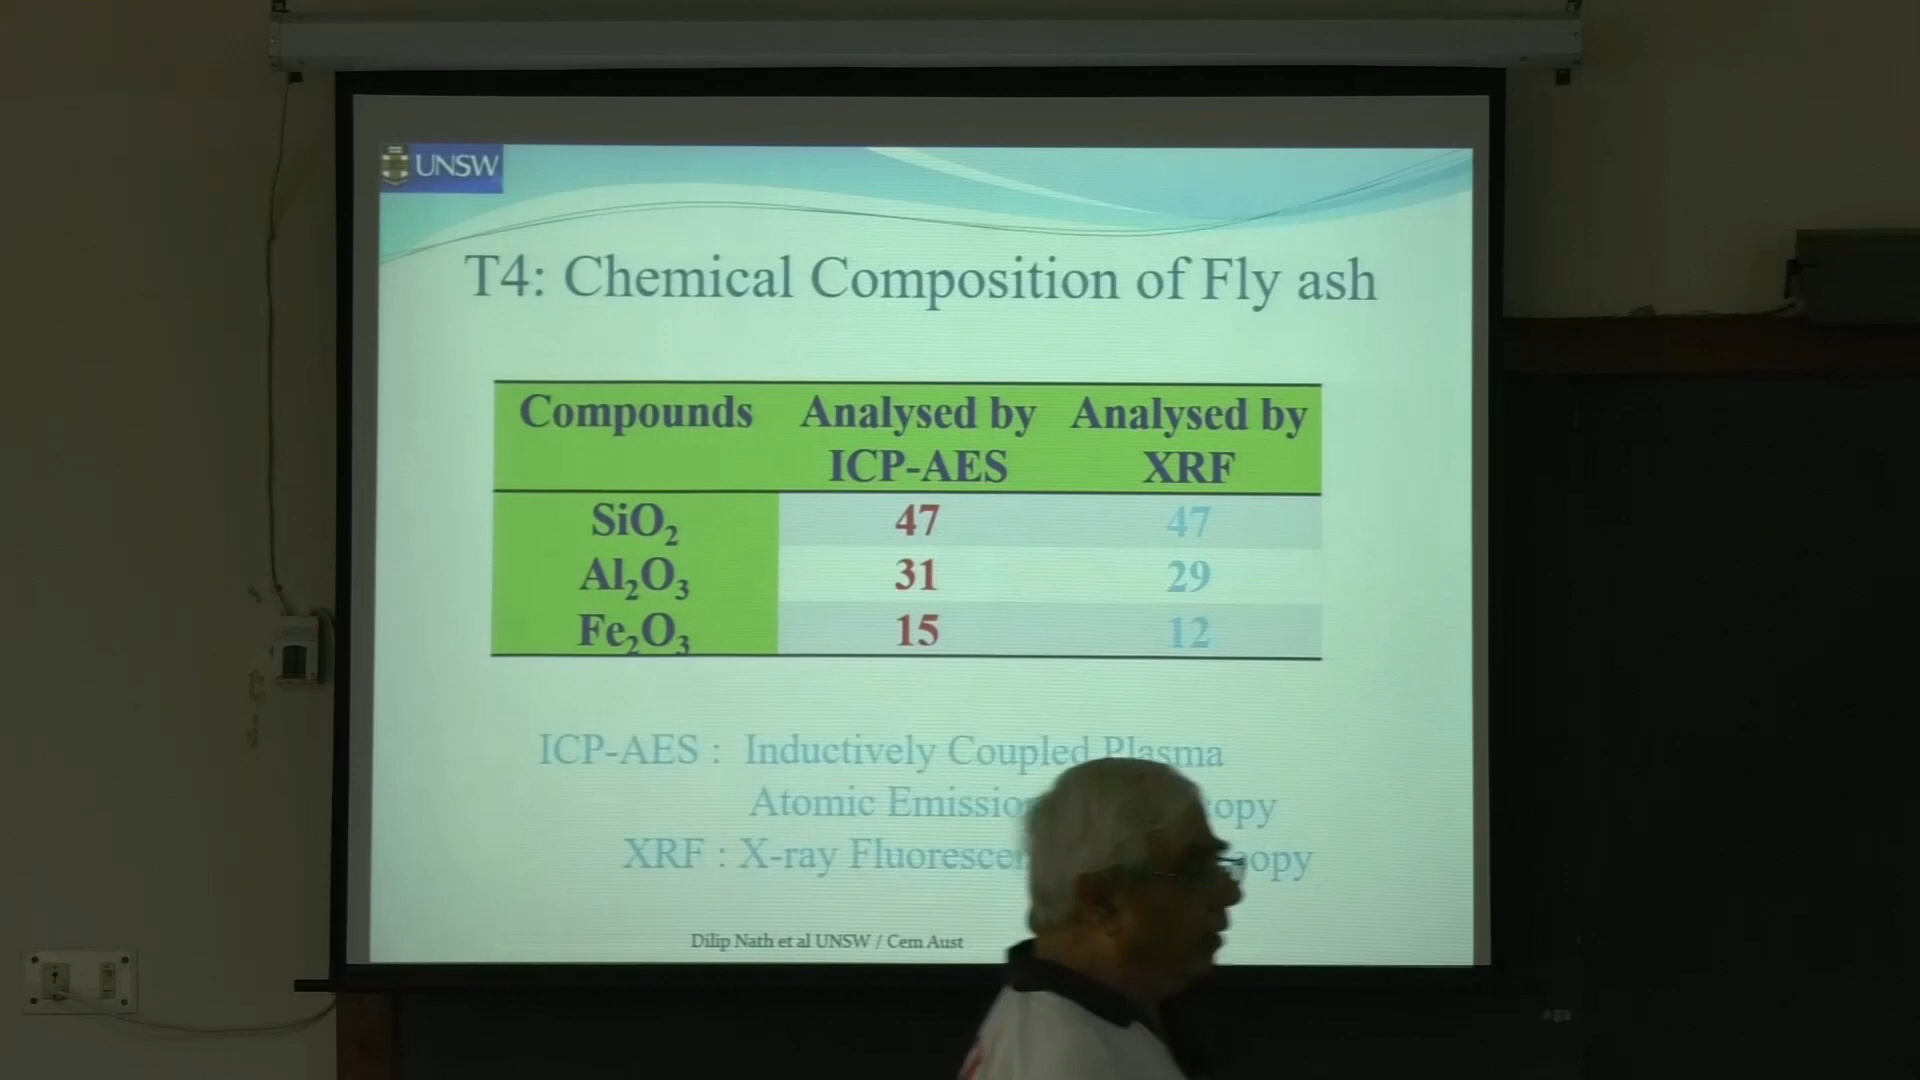 UNSW
T4: Chemical Composition of Fly ash
Compounds Analysed by ICP-AES Analysed by XRF
SiO₂ 47 47
Al₂O₃ 31 29
Fe₂O₃ 15 12
ICP-AES : Inductively Coupled Plasma
Atomic
XRF : X-ray
Dilip Nath et al UNSW / Cem Aust